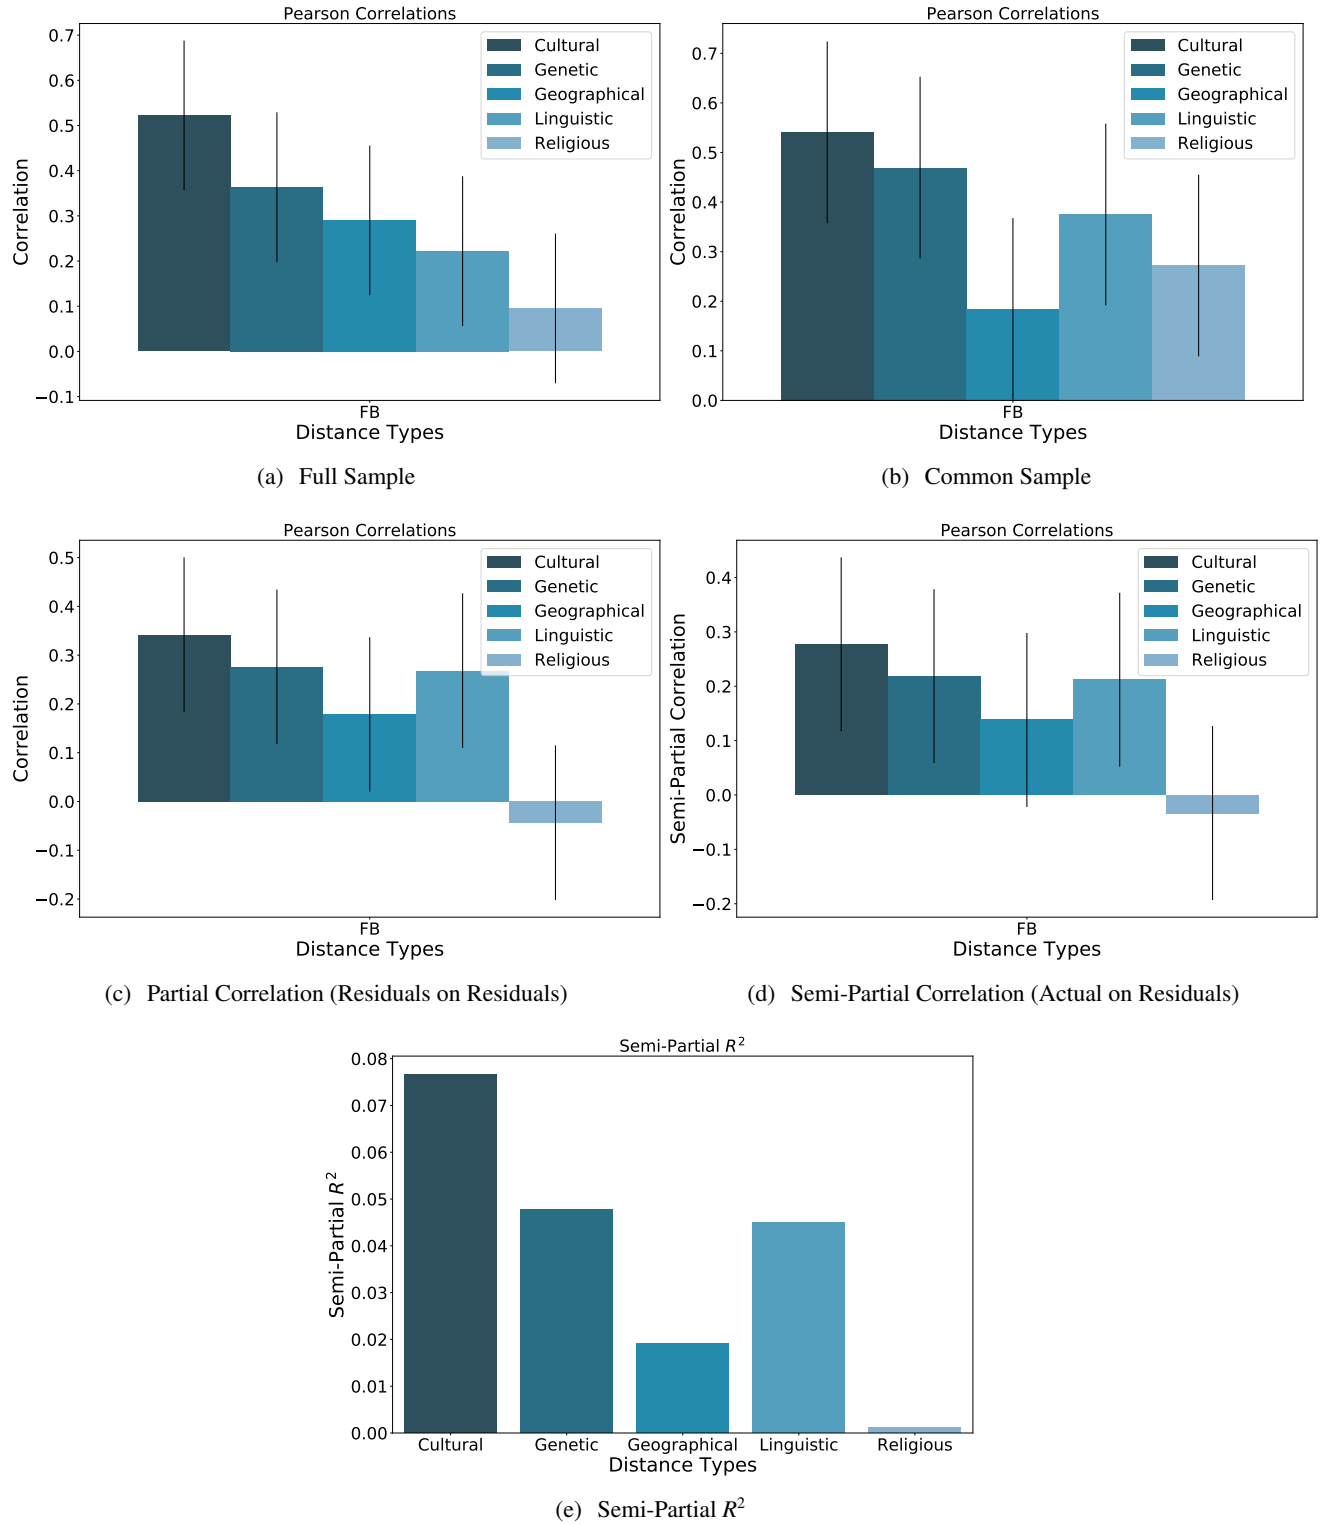 Pearson Correlations
Cultural
Genetic
Geographical
Linguistic
Religious
0.7
0.6
0.5
0.4
0.3
0.2
0.1
0.0
−0.1
Correlation
FB
Distance Types
(a) Full Sample
Pearson Correlations
Cultural
Genetic
Geographical
Linguistic
Religious
0.7
0.6
0.5
0.4
0.3
0.2
0.1
0.0
Correlation
FB
Distance Types
(b) Common Sample
Pearson Correlations
Cultural
Genetic
Geographical
Linguistic
Religious
0.5
0.4
0.3
0.2
0.1
0.0
−0.1
−0.2
Correlation
FB
Distance Types
(c) Partial Correlation (Residuals on Residuals)
Pearson Correlations
Cultural
Genetic
Geographical
Linguistic
Religious
0.4
0.3
0.2
0.1
0.0
−0.1
−0.2
Semi-Partial Correlation
FB
Distance Types
(d) Semi-Partial Correlation (Actual on Residuals)
Semi-Partial R²
0.08
0.07
0.06
0.05
0.04
0.03
0.02
0.01
0.00
Semi-Partial R²
Cultural Genetic Geographical Linguistic Religious
Distance Types
(e) Semi-Partial R²